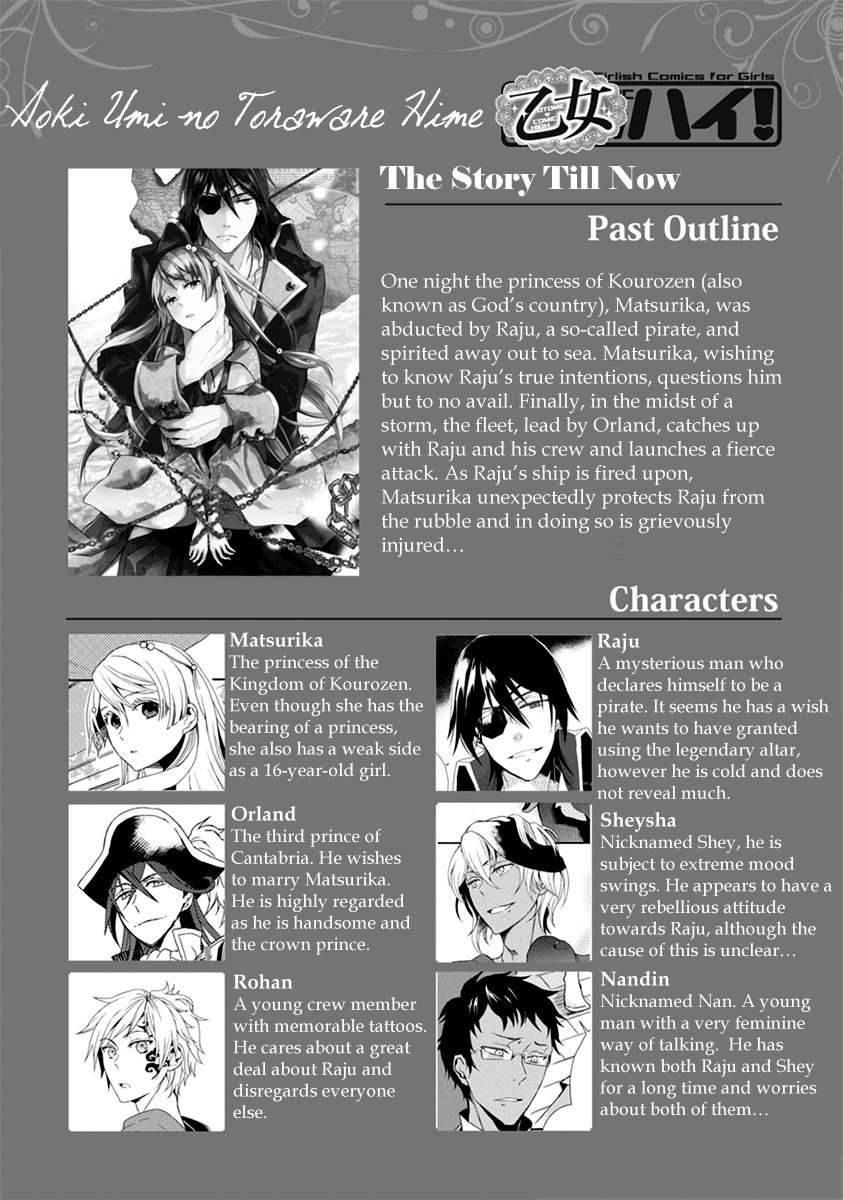 Aoki Umi no Toraware Hime
Girlish Comics for Girls
乙女
OTOME
COMIC
ハイ!
The Story Till Now
Past Outline
One night the princess of Kourozen (also
known as God's country), Matsurika, was
abducted by Raju, a so-called pirate, and
spirited away out to sea. Matsurika, wishing
to know Raju's true intentions, questions him
but to no avail. Finally, in the midst of a
storm, the fleet, lead by Orland, catches up
with Raju and his crew and launches a fierce
attack. As Raju's ship is fired upon,
Matsurika unexpectedly protects Raju from
the rubble and in doing so is grievously
injured…
Characters
Matsurika
The princess of the
Kingdom of Kourozen.
Even though she has the
bearing of a princess,
she also has a weak side
as a 16-year-old girl.
Raju
A mysterious man who
declares himself to be a
pirate. It seems he has a wish
he wants to have granted
using the legendary altar,
however he is cold and does
not reveal much.
Orland
The third prince of
Cantabria. He wishes
to marry Matsurika.
He is highly regarded
as he is handsome and
the crown prince.
Sheysha
Nicknamed Shey, he is
subject to extreme mood
swings. He appears to have a
very rebellious attitude
towards Raju, although the
cause of this is unclear…
Rohan
A young crew member
with memorable tattoos.
He cares about a great
deal about Raju and
disregards everyone
else.
Nandin
Nicknamed Nan. A young
man with a very feminine
way of talking. He has
known both Raju and Shey
for a long time and worries
about both of them…